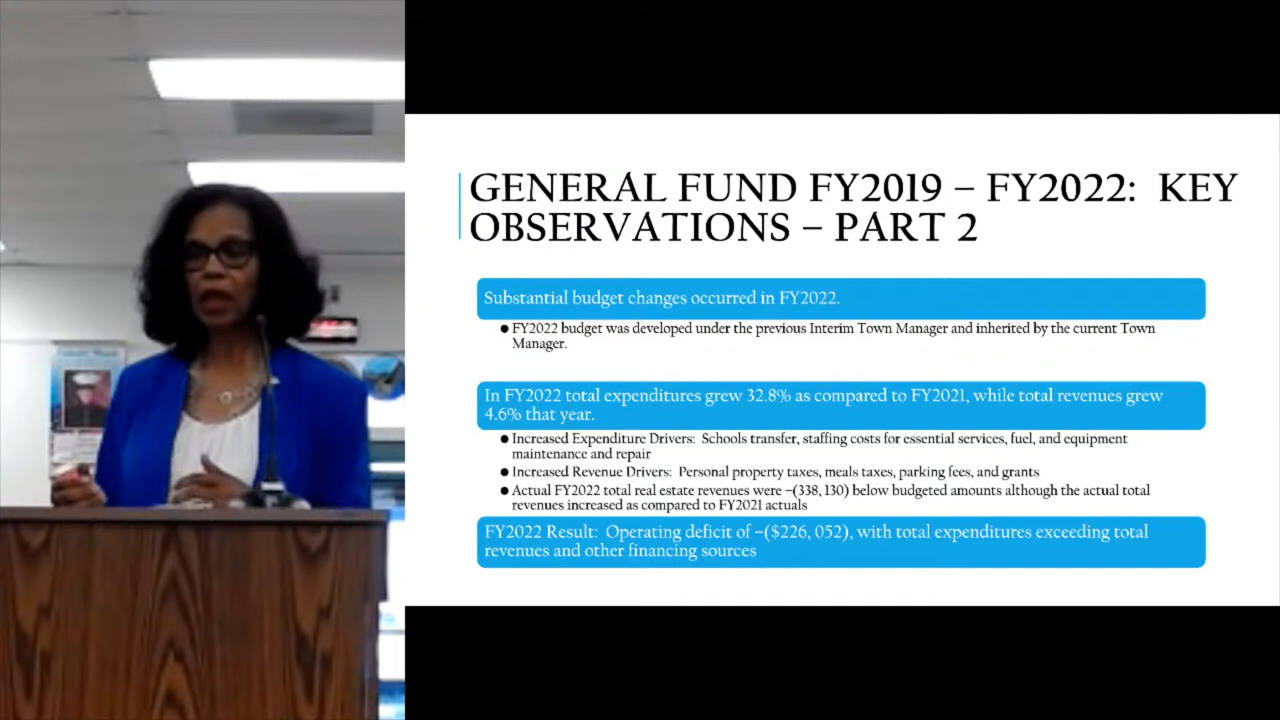 GENERAL FUND FY2019 – FY2022: KEY
OBSERVATIONS – PART 2
Substantial budget changes occurred in FY2022.
● FY2022 budget was developed under the previous Interim Town Manager and inherited by the current Town
Manager.
In FY2022 total expenditures grew 32.8% as compared to FY2021, while total revenues grew
4.6% that year.
● Increased Expenditure Drivers: Schools transfer, staffing costs for essential services, fuel, and equipment
maintenance and repair
● Increased Revenue Drivers: Personal property taxes, meals taxes, parking fees, and grants
● Actual FY2022 total real estate revenues were –(338, 130) below budgeted amounts although the actual total
revenues increased as compared to FY2021 actuals
FY2022 Result: Operating deficit of –($226, 052), with total expenditures exceeding total
revenues and other financing sources